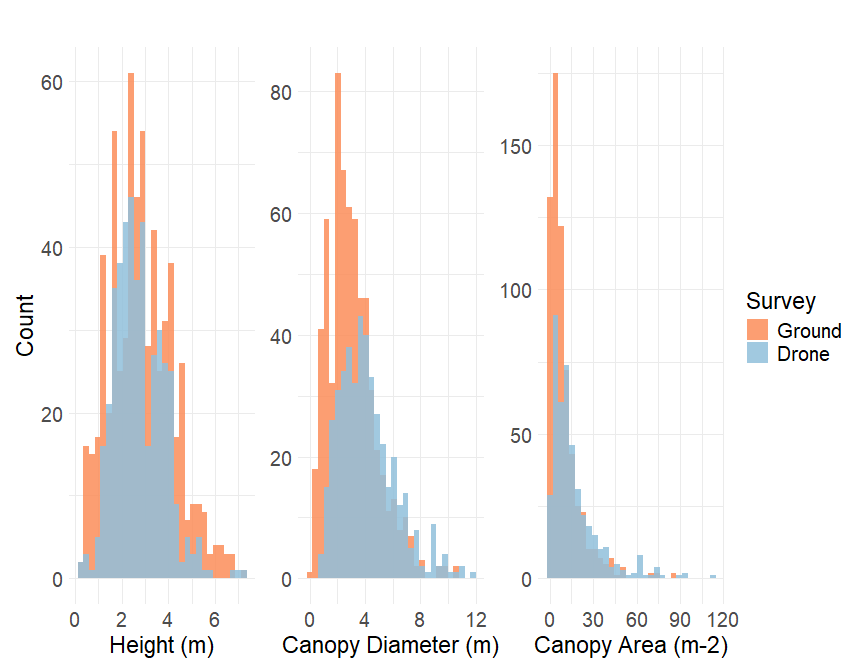 Count
60
40
20
0
0 2 4 6
Height (m)
80
60
40
20
0
0 4 8 12
Canopy Diameter (m)
150
100
50
0
0 30 60 90 120
Canopy Area (m-2)
Survey
Ground
Drone